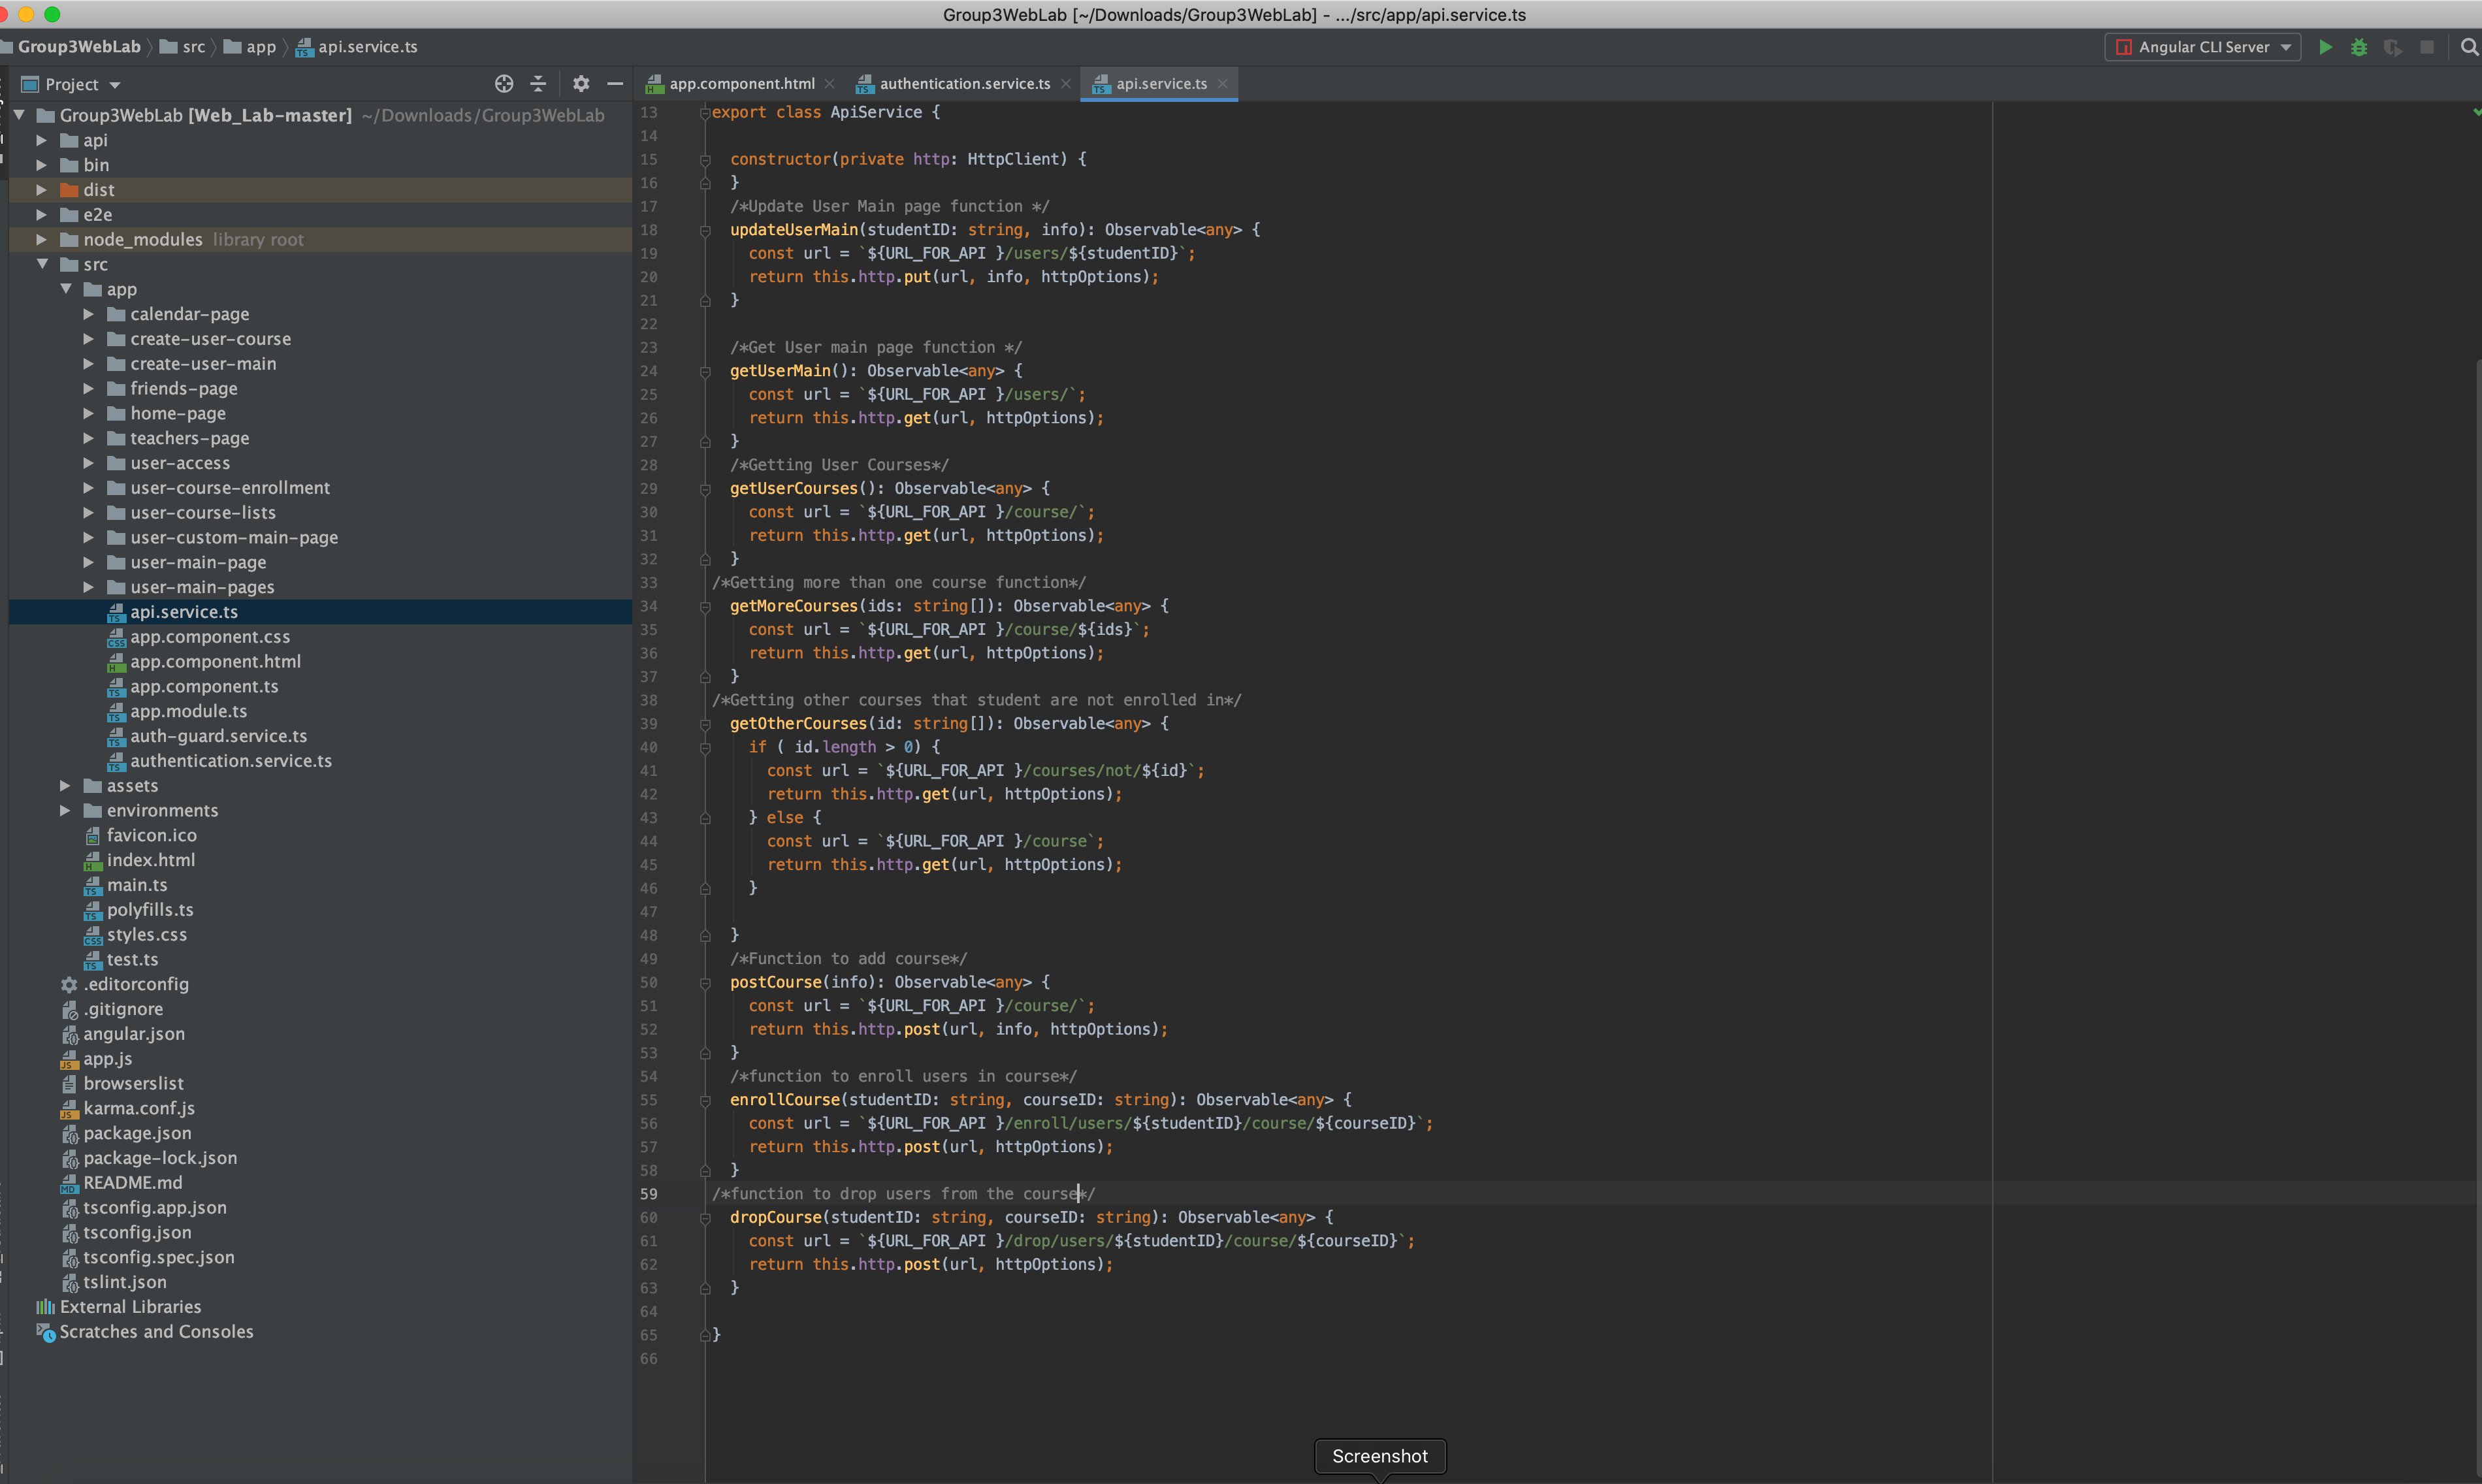 Group3WebLab [~/Downloads/Group3WebLab] - .../src/app/api.service.ts
Group3WebLab src app api.service.ts
Angular CLI Server
Project
app.component.html authentication.service.ts api.service.ts
Group3WebLab [Web_Lab-master] ~/Downloads/Group3WebLab
api
bin
dist
e2e
node_modules library root
src
app
calendar-page
create-user-course
create-user-main
friends-page
home-page
teachers-page
user-access
user-course-enrollment
user-course-lists
user-custom-main-page
user-main-page
user-main-pages
api.service.ts
app.component.css
app.component.html
app.component.ts
app.module.ts
auth-guard.service.ts
authentication.service.ts
assets
environments
favicon.ico
index.html
main.ts
polyfills.ts
styles.css
test.ts
.editorconfig
.gitignore
angular.json
app.js
browserslist
karma.conf.js
package.json
package-lock.json
README.md
tsconfig.app.json
tsconfig.json
tsconfig.spec.json
tslint.json
External Libraries
Scratches and Consoles
13 export class ApiService {
14
15 constructor(private http: HttpClient) {
16 }
17 /*Update User Main page function */
18 updateUserMain(studentID: string, info): Observable<any> {
19 const url = `${URL_FOR_API }/users/${studentID}`;
20 return this.http.put(url, info, httpOptions);
21 }
22
23 /*Get User main page function */
24 getUserMain(): Observable<any> {
25 const url = `${URL_FOR_API }/users/`;
26 return this.http.get(url, httpOptions);
27 }
28 /*Getting User Courses*/
29 getUserCourses(): Observable<any> {
30 const url = `${URL_FOR_API }/course/`;
31 return this.http.get(url, httpOptions);
32 }
33 /*Getting more than one course function*/
34 getMoreCourses(ids: string[]): Observable<any> {
35 const url = `${URL_FOR_API }/course/${ids}`;
36 return this.http.get(url, httpOptions);
37 }
38 /*Getting other courses that student are not enrolled in*/
39 getOtherCourses(id: string[]): Observable<any> {
40 if ( id.length > 0) {
41 const url = `${URL_FOR_API }/courses/not/${id}`;
42 return this.http.get(url, httpOptions);
43 } else {
44 const url = `${URL_FOR_API }/course`;
45 return this.http.get(url, httpOptions);
46 }
47
48 }
49 /*Function to add course*/
50 postCourse(info): Observable<any> {
51 const url = `${URL_FOR_API }/course/`;
52 return this.http.post(url, info, httpOptions);
53 }
54 /*function to enroll users in course*/
55 enrollCourse(studentID: string, courseID: string): Observable<any> {
56 const url = `${URL_FOR_API }/enroll/users/${studentID}/course/${courseID}`;
57 return this.http.post(url, httpOptions);
58 }
59 /*function to drop users from the course*/
60 dropCourse(studentID: string, courseID: string): Observable<any> {
61 const url = `${URL_FOR_API }/drop/users/${studentID}/course/${courseID}`;
62 return this.http.post(url, httpOptions);
63 }
64
65 }
66
Screenshot